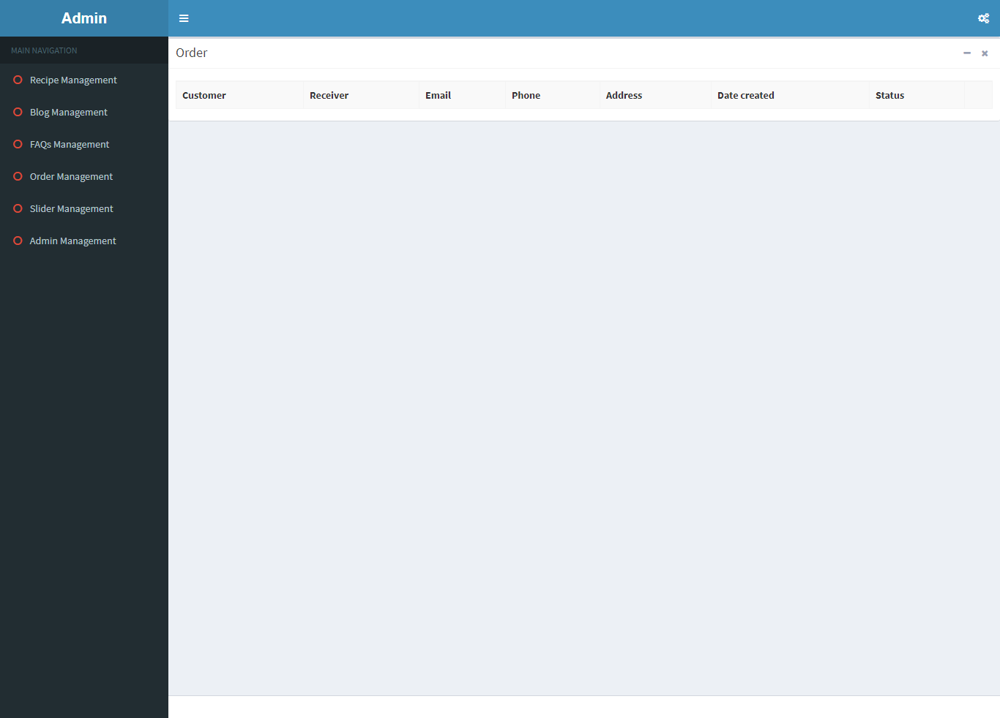 Admin
MAIN NAVIGATION
Recipe Management
Blog Management
FAQs Management
Order Management
Slider Management
Admin Management
Order
Customer Receiver Email Phone Address Date created Status